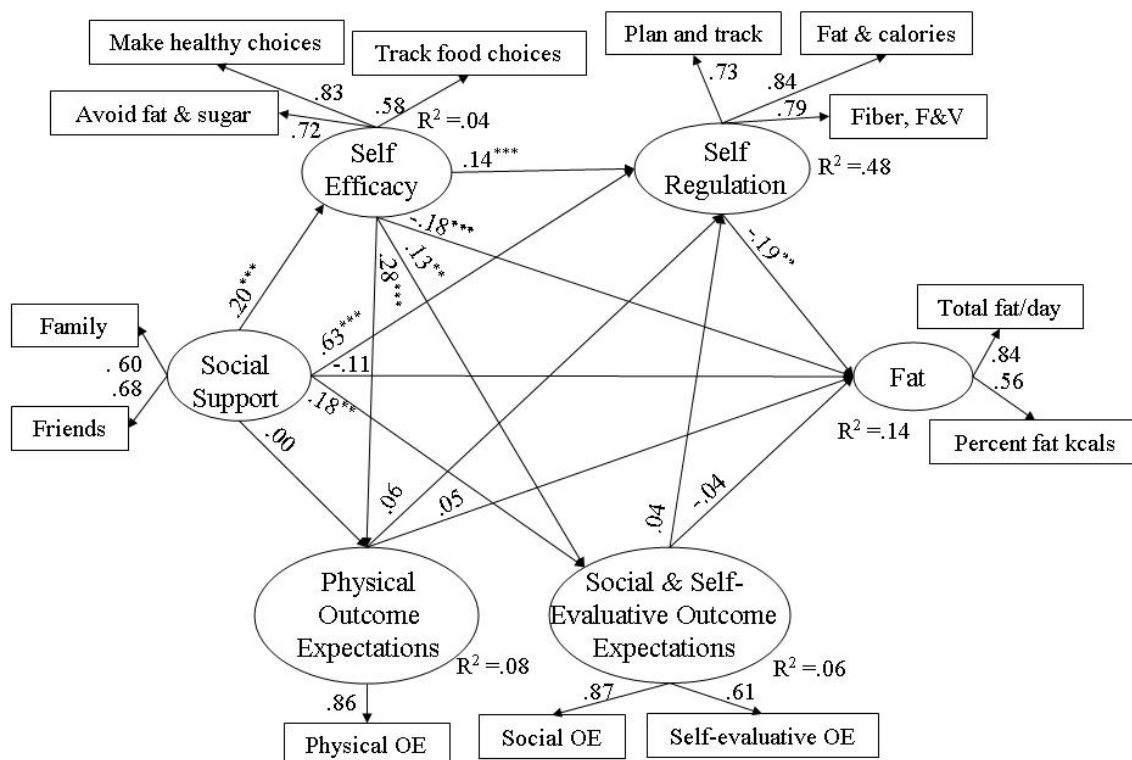 Make healthy choices
Plan and track
Fat & calories
Track food choices
.83
.58
.73
.84
Avoid fat & sugar
.72
R² =.04
.79
Fiber, F&V
Self
Efficacy
.14***
Self
Regulation
R² =.48
-.18***
.13**
.28***
-.19**
.20***
Family
.60
.68
Friends
Social
Support
.63***
-.11
.18**
.00
Total fat/day
.84
.56
Fat
R² =.14
Percent fat kcals
.06
.05
.04
-.04
Physical
Outcome
Expectations
R² =.08
Social & Self-
Evaluative Outcome
Expectations
R² =.06
.86
Physical OE
.87
.61
Social OE
Self-evaluative OE